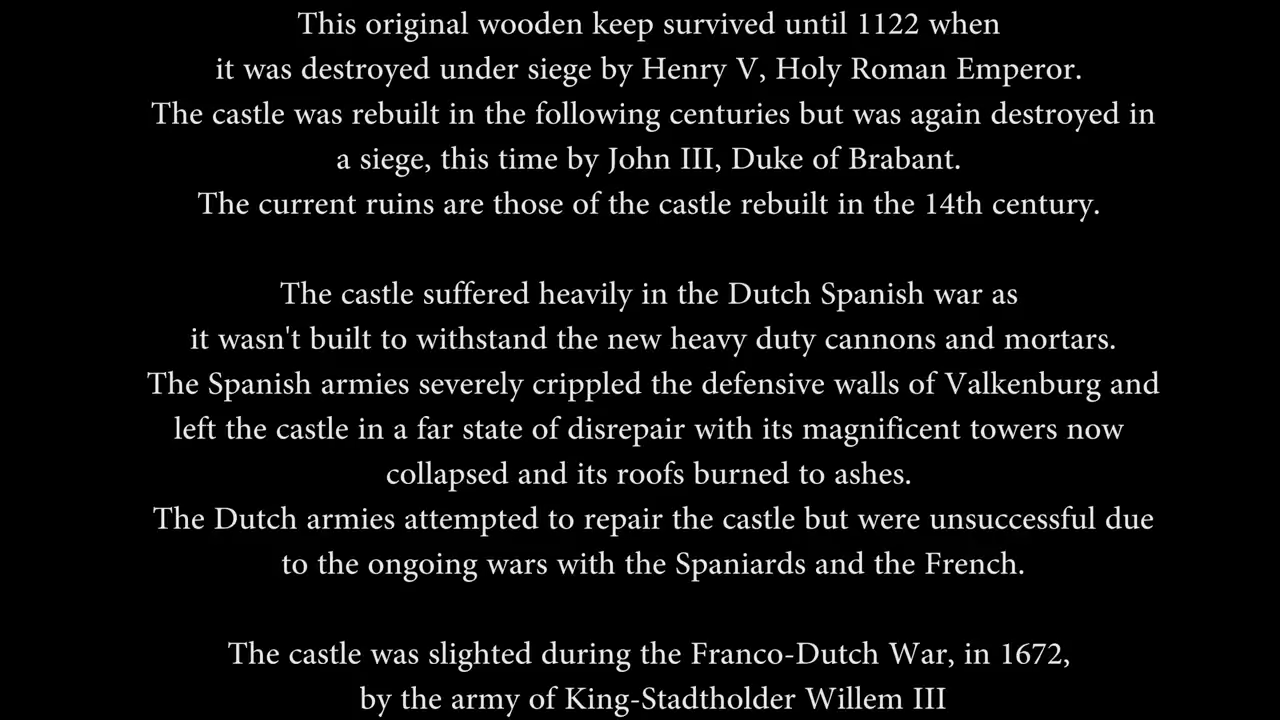 This original wooden keep survived until 1122 when
it was destroyed under siege by Henry V, Holy Roman Emperor.
The castle was rebuilt in the following centuries but was again destroyed in
a siege, this time by John III, Duke of Brabant.
The current ruins are those of the castle rebuilt in the 14th century.
The castle suffered heavily in the Dutch Spanish war as
it wasn't built to withstand the new heavy duty cannons and mortars.
The Spanish armies severely crippled the defensive walls of Valkenburg and
left the castle in a far state of disrepair with its magnificent towers now
collapsed and its roofs burned to ashes.
The Dutch armies attempted to repair the castle but were unsuccessful due
to the ongoing wars with the Spaniards and the French.
The castle was slighted during the Franco-Dutch War, in 1672,
by the army of King-Stadtholder Willem III